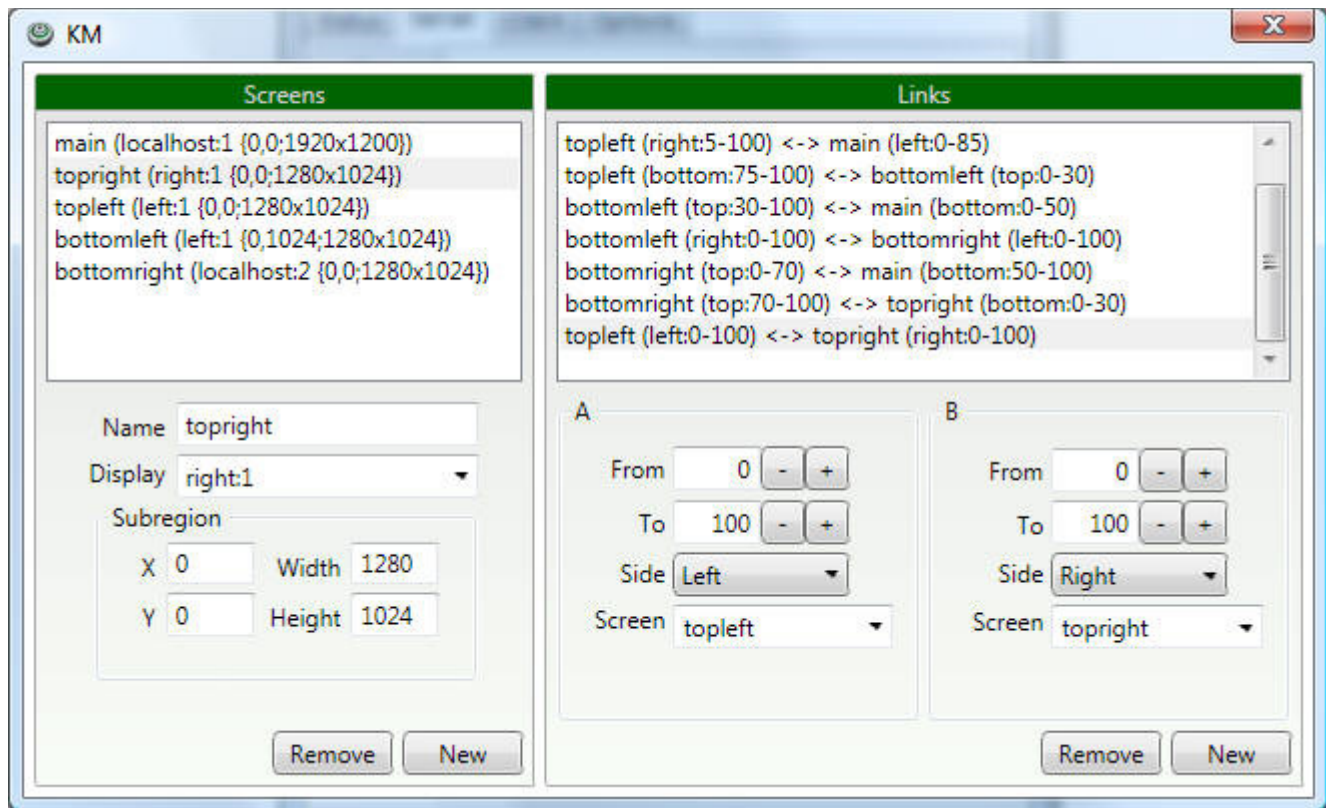 KM
Screens
main (localhost:1 {0,0;1920x1200})
topright (right:1 {0,0;1280x1024})
topleft (left:1 {0,0;1280x1024})
bottomleft (left:1 {0,1024;1280x1024})
bottomright (localhost:2 {0,0;1280x1024})
Name topright
Display right:1
Subregion
X 0 Width 1280
Y 0 Height 1024
Remove New
Links
topleft (right:5-100) <-> main (left:0-85)
topleft (bottom:75-100) <-> bottomleft (top:0-30)
bottomleft (top:30-100) <-> main (bottom:0-50)
bottomleft (right:0-100) <-> bottomright (left:0-100)
bottomright (top:0-70) <-> main (bottom:50-100)
bottomright (top:70-100) <-> topright (bottom:0-30)
topleft (left:0-100) <-> topright (right:0-100)
A
From 0 - +
To 100 - +
Side Left
Screen topleft
B
From 0 - +
To 100 - +
Side Right
Screen topright
Remove New